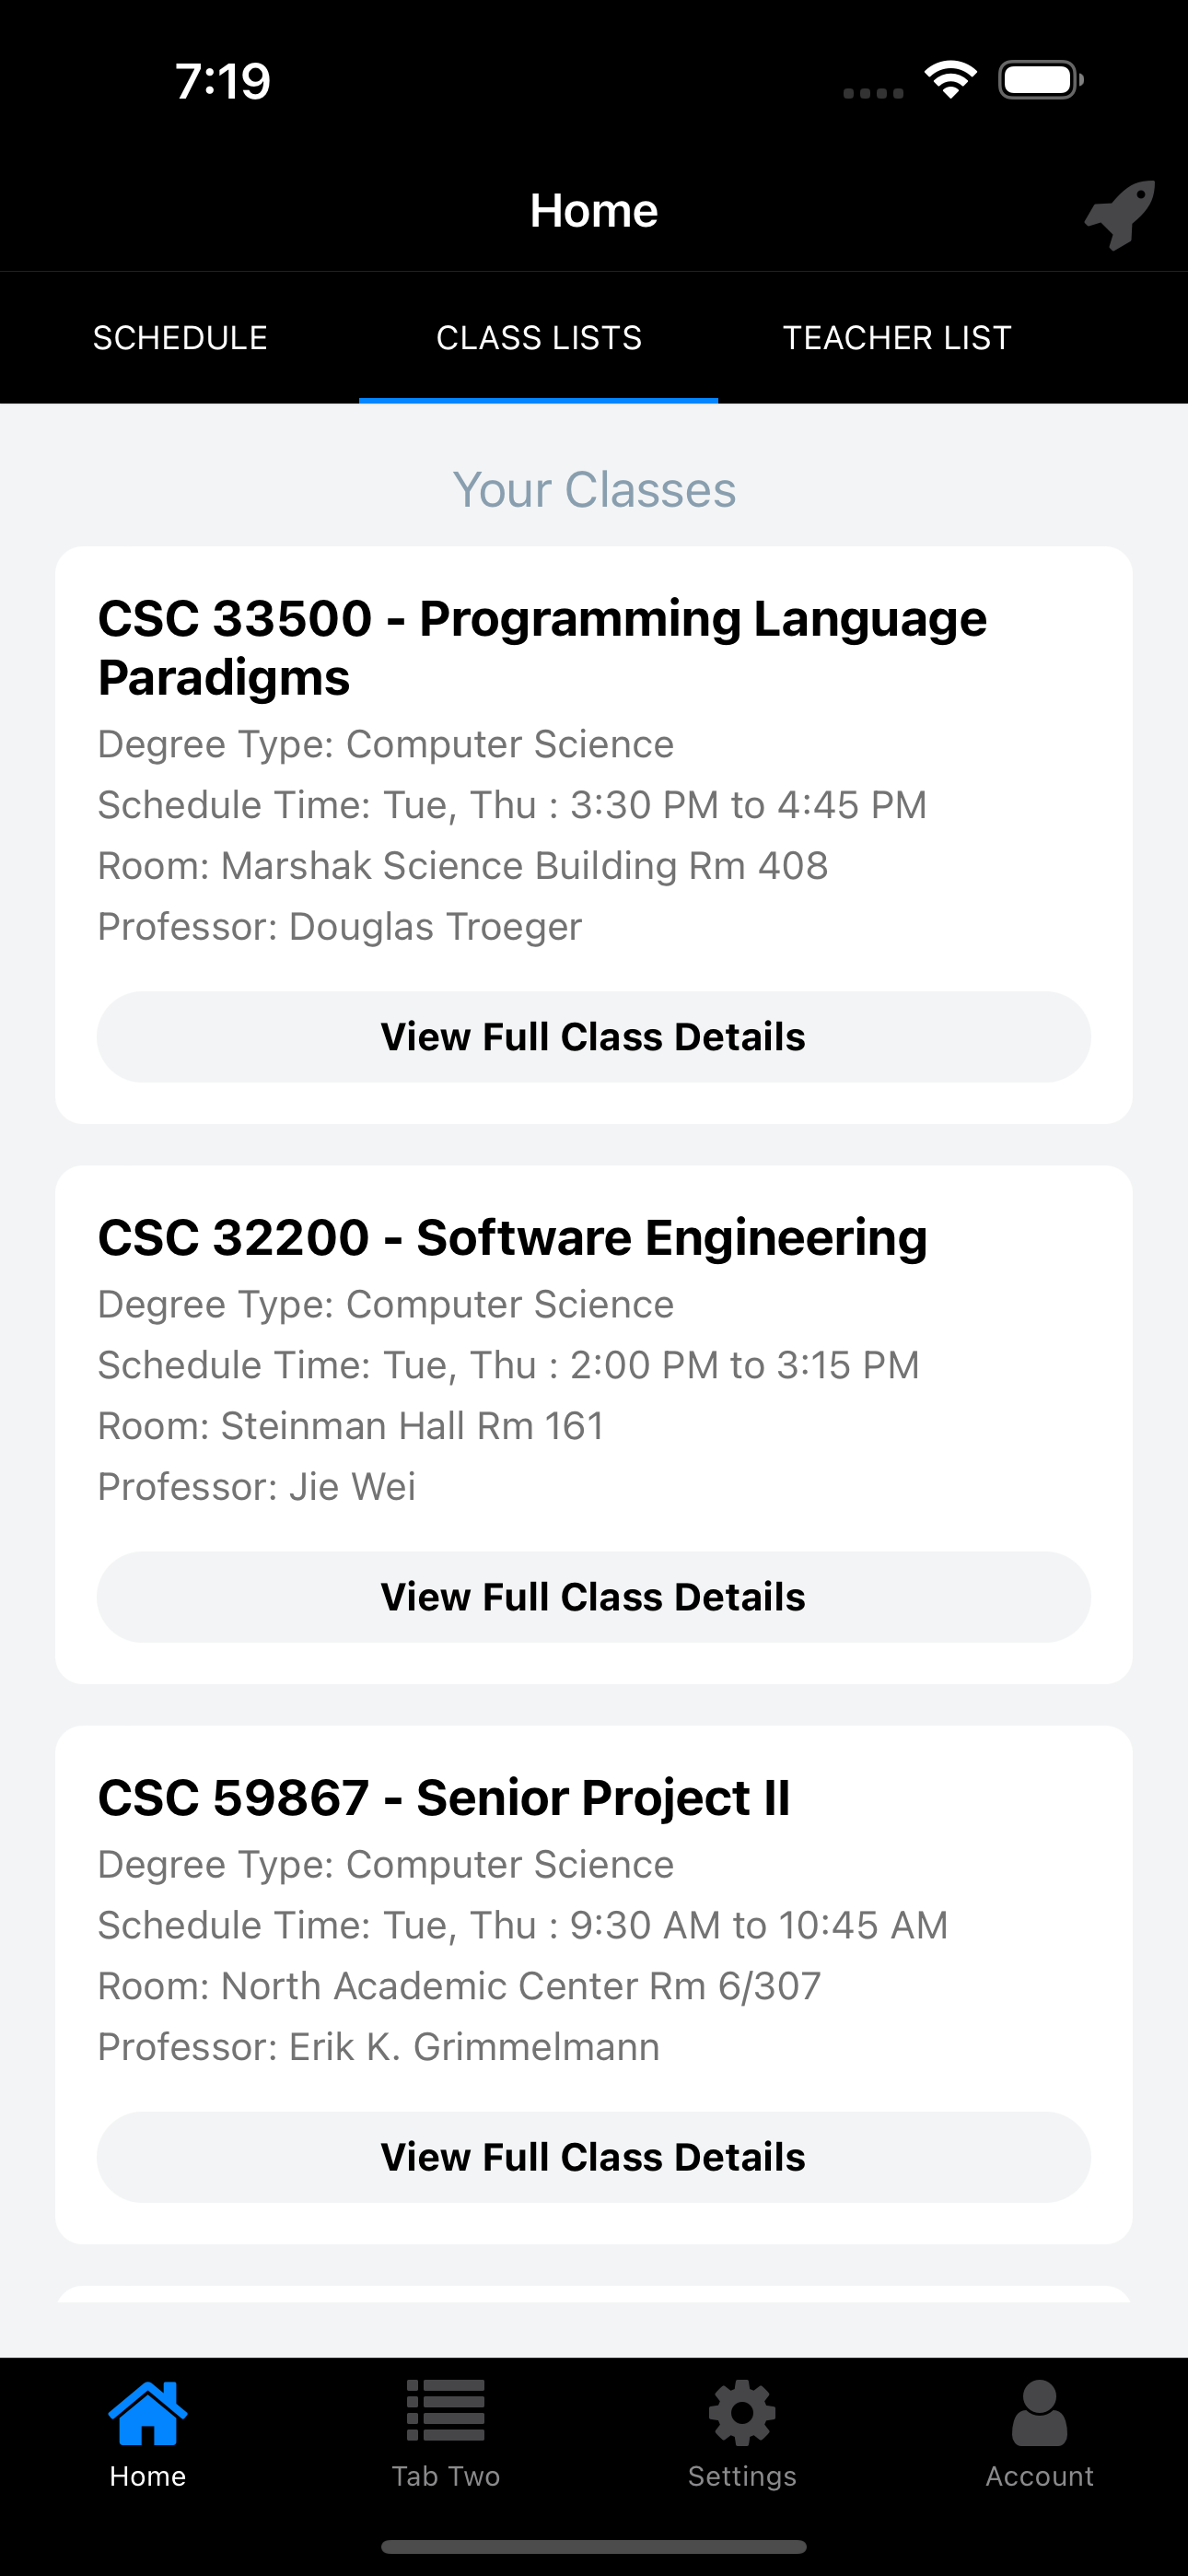 7:19
Home
SCHEDULE
CLASS LISTS
TEACHER LIST
Your Classes
CSC 33500 - Programming Language
Paradigms
Degree Type: Computer Science
Schedule Time: Tue, Thu : 3:30 PM to 4:45 PM
Room: Marshak Science Building Rm 408
Professor: Douglas Troeger
View Full Class Details
CSC 32200 - Software Engineering
Degree Type: Computer Science
Schedule Time: Tue, Thu : 2:00 PM to 3:15 PM
Room: Steinman Hall Rm 161
Professor: Jie Wei
View Full Class Details
CSC 59867 - Senior Project II
Degree Type: Computer Science
Schedule Time: Tue, Thu : 9:30 AM to 10:45 AM
Room: North Academic Center Rm 6/307
Professor: Erik K. Grimmelmann
View Full Class Details
Home
Tab Two
Settings
Account